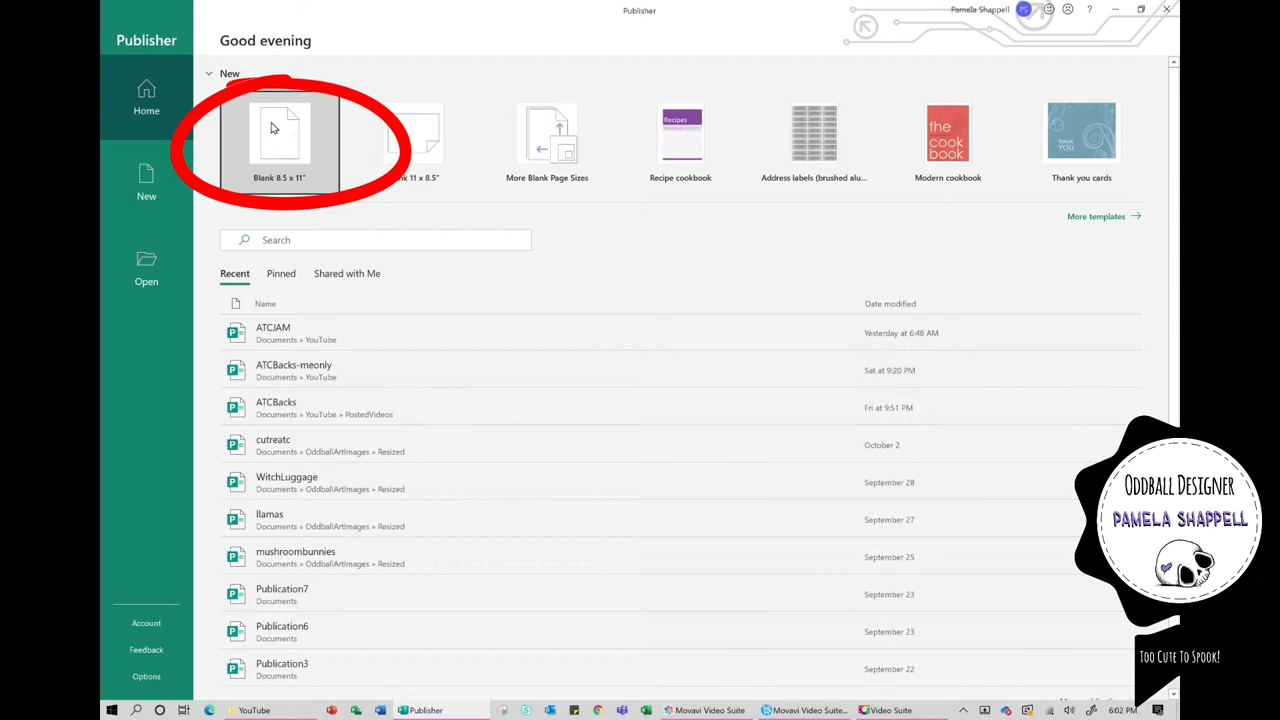 Publisher
Pamela Shappell
PS
?
Publisher
Good evening
Home
New
Open
New
Blank 8.5 x 11"
11 x 8.5"
More Blank Page Sizes
Recipes
Recipe cookbook
Address labels (brushed alu...
the
cook
book
Modern cookbook
THANK
YOU
Thank you cards
More templates
Search
Recent
Pinned
Shared with Me
Name
Date modified
ATCJAM
Documents » YouTube
Yesterday at 6:48 AM
ATCBacks-meonly
Documents » YouTube
Sat at 9:20 PM
ATCBacks
Documents » YouTube » PostedVideos
Fri at 9:51 PM
cutreatc
Documents » OddballArtImages » Resized
October 2
WitchLuggage
Documents » OddballArtImages » Resized
September 28
llamas
Documents » OddballArtImages » Resized
September 27
mushroombunnies
Documents » OddballArtImages » Resized
September 25
Publication7
Documents
September 23
Publication6
Documents
September 23
Publication3
Documents
September 22
Account
Feedback
Options
ODDBALL DESIGNER
PAMELA SHAPPELL
TOO CUTE TO SPOOK!
YouTube
Publisher
Movavi Video Suite
Movavi Video Suite...
Video Suite
6:02 PM